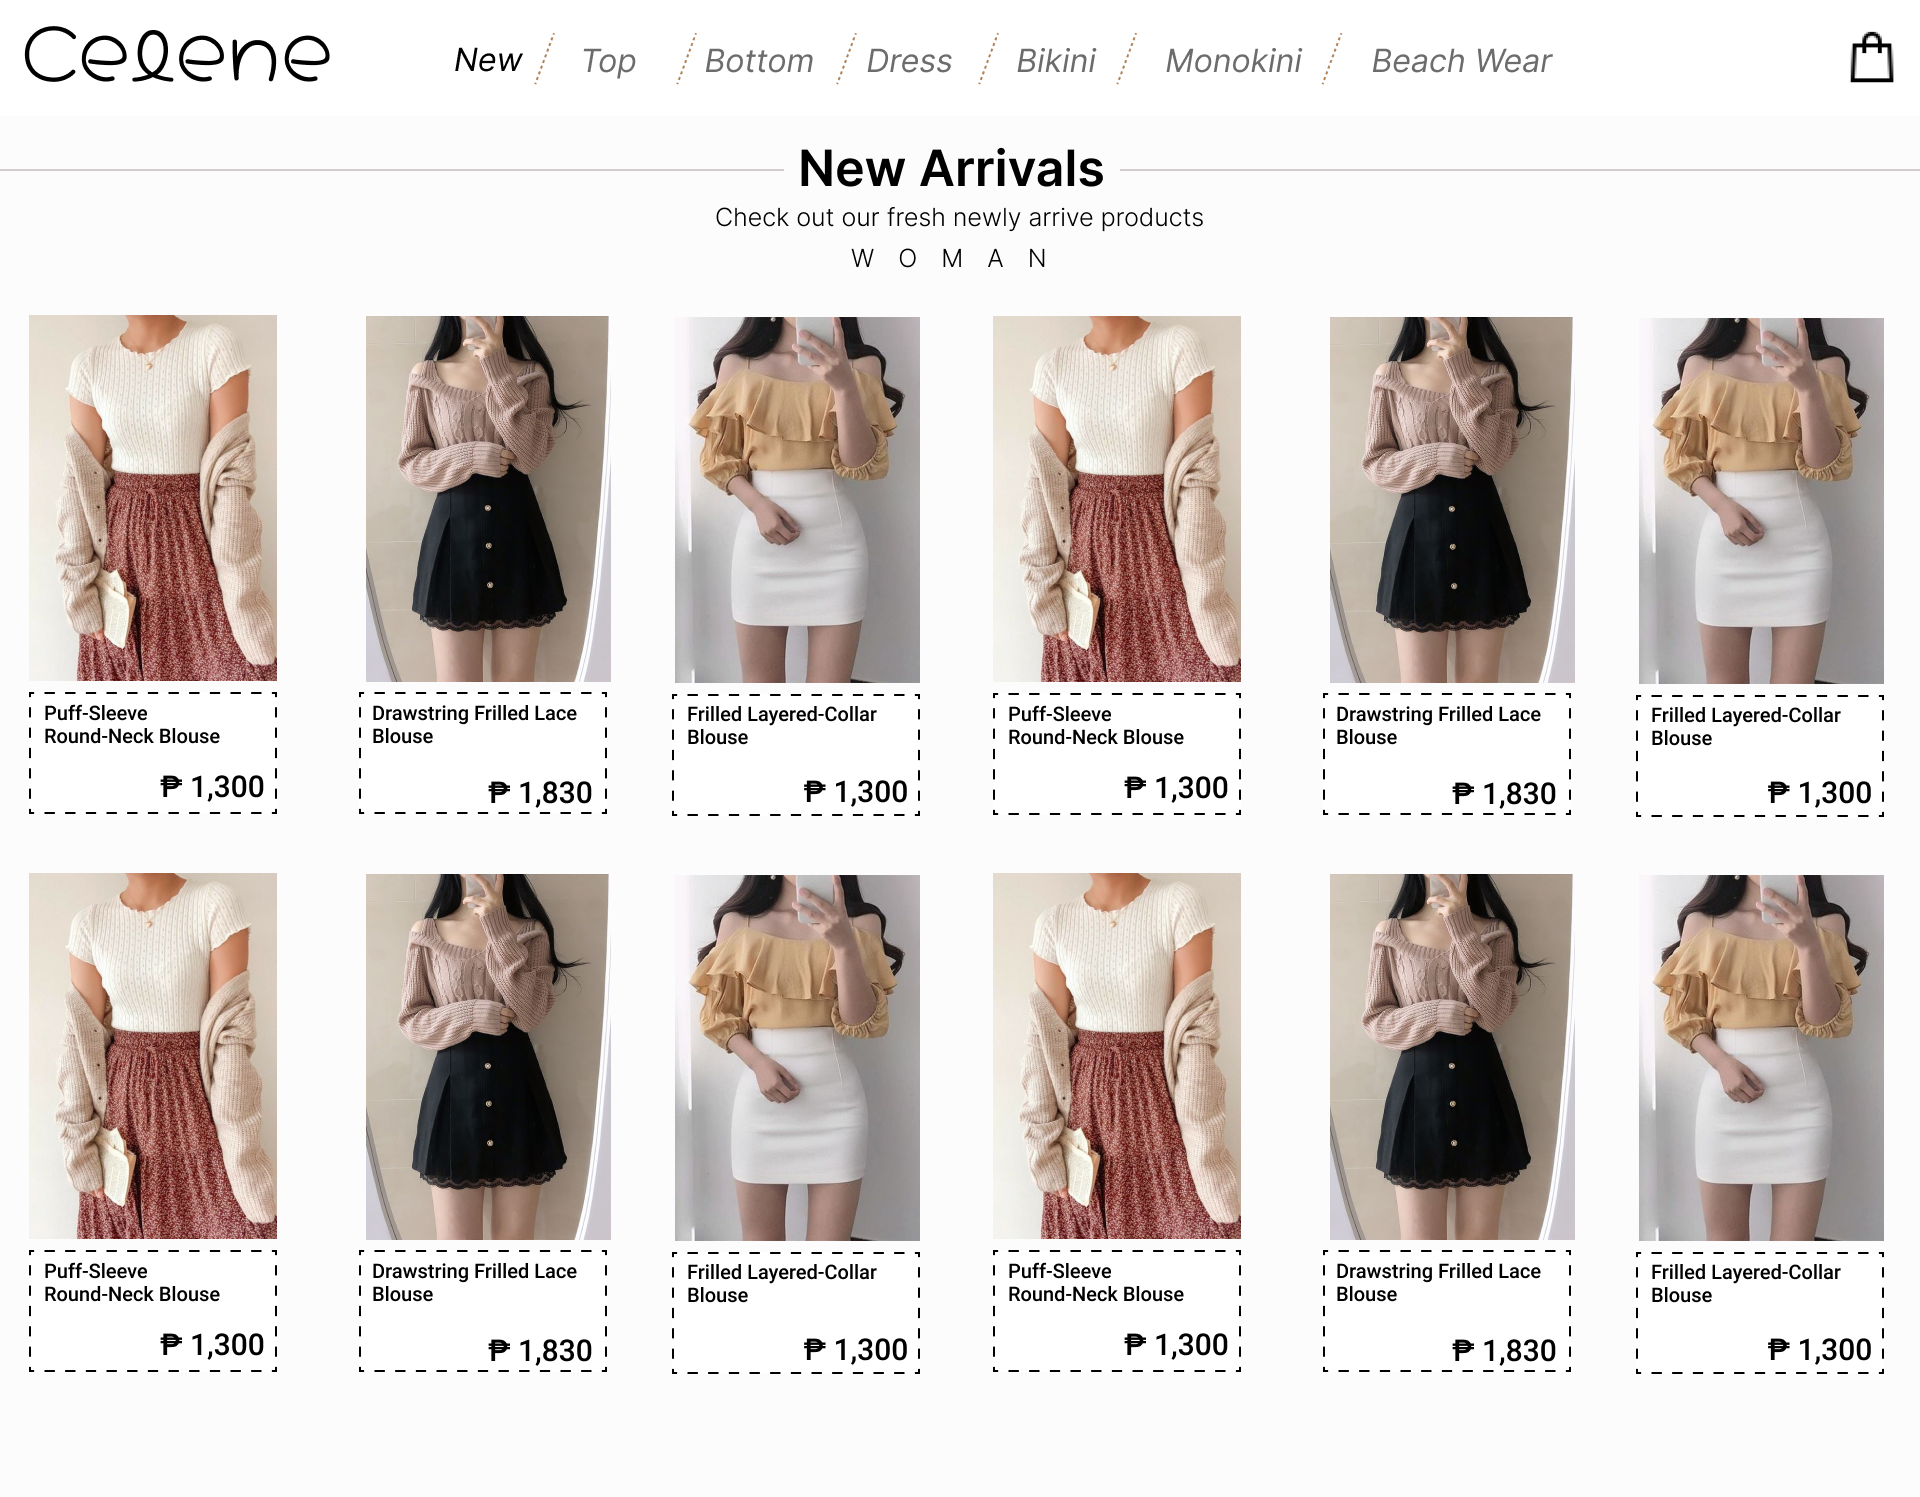 Celene
New Top Bottom Dress Bikini Monokini Beach Wear
New Arrivals
Check out our fresh newly arrive products
WOMAN
Puff-Sleeve
Round-Neck Blouse
₱ 1,300
Drawstring Frilled Lace
Blouse
₱ 1,830
Frilled Layered-Collar
Blouse
₱ 1,300
Puff-Sleeve
Round-Neck Blouse
₱ 1,300
Drawstring Frilled Lace
Blouse
₱ 1,830
Frilled Layered-Collar
Blouse
₱ 1,300
Puff-Sleeve
Round-Neck Blouse
₱ 1,300
Drawstring Frilled Lace
Blouse
₱ 1,830
Frilled Layered-Collar
Blouse
₱ 1,300
Puff-Sleeve
Round-Neck Blouse
₱ 1,300
Drawstring Frilled Lace
Blouse
₱ 1,830
Frilled Layered-Collar
Blouse
₱ 1,300